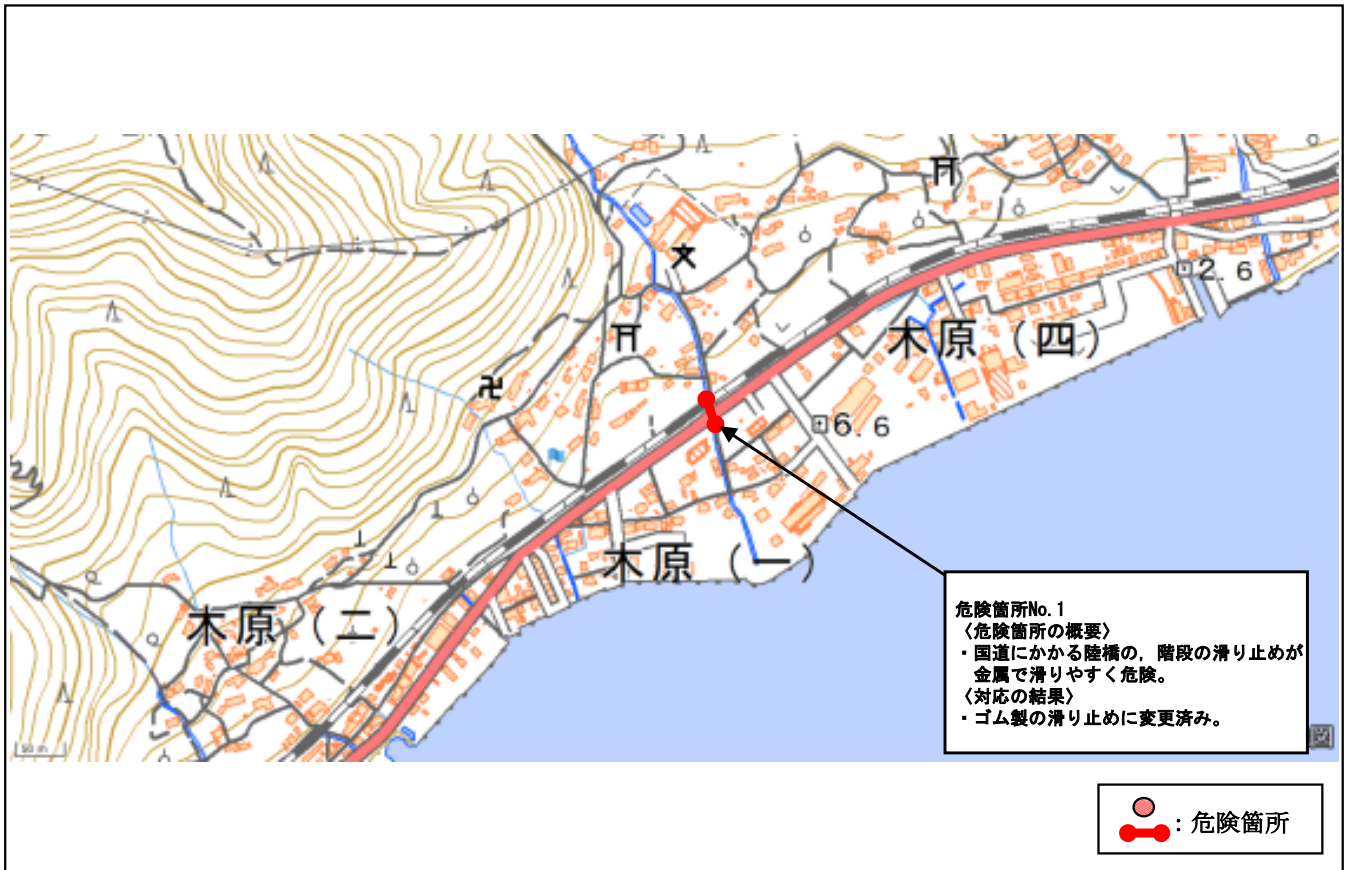 2.6
木原（四）
6.6
木原（一）
木原（二）
50 m
危険箇所No.1
〈危険箇所の概要〉
・国道にかかる陸橋の，階段の滑り止めが
金属で滑りやすく危険。
〈対応の結果〉
・ゴム製の滑り止めに変更済み。
図
：危険箇所